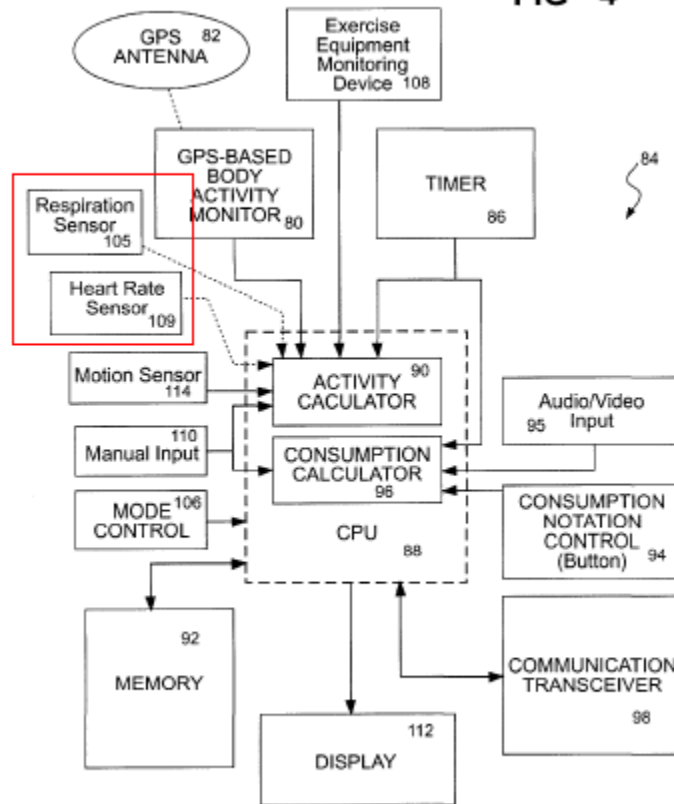 FIG 4
GPS 82
ANTENNA
Exercise
Equipment
Monitoring
Device 108
GPS-BASED
BODY
ACTIVITY
MONITOR
80
TIMER
86
84
Respiration
Sensor
105
Heart Rate
Sensor
109
Motion Sensor
114
110
Manual Input
MODE 106
CONTROL
90
ACTIVITY
CACULATOR
CONSUMPTION
CALCULATOR
96
CPU
88
Audio/Video
95 Input
CONSUMPTION
NOTATION
CONTROL
(Button) 94
92
MEMORY
COMMUNICATION
TRANSCEIVER
98
112
DISPLAY